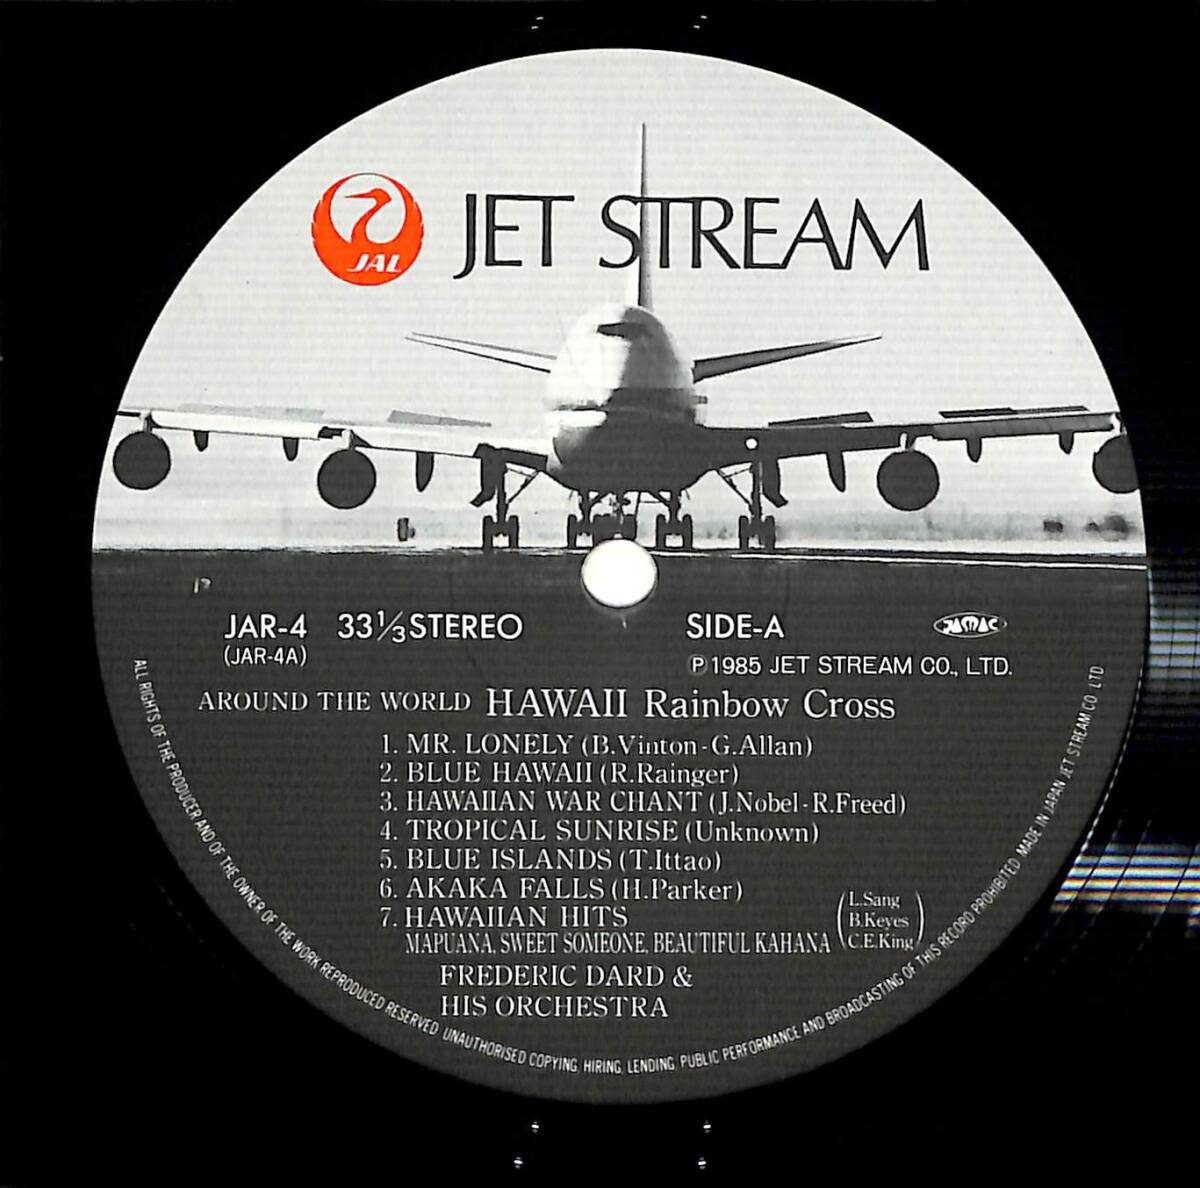 JAL
JET STREAM
JAR-4 33 1/3 STEREO SIDE-A JASRAC
(JAR-4A) Ⓟ 1985 JET STREAM CO., LTD.
AROUND THE WORLD HAWAII Rainbow Cross
1. MR. LONELY (B.Vinton-G.Allan)
2. BLUE HAWAII (R.Rainger)
3. HAWAIIAN WAR CHANT (J.Nobel-R.Freed)
4. TROPICAL SUNRISE (Unknown)
5. BLUE ISLANDS (T.Ittao)
6. AKAKA FALLS (H.Parker)
7. HAWAIIAN HITS
MAPUANA, SWEET SOMEONE, BEAUTIFUL KAHANA
(L.Sang
B.Keyes
C.E.King)
FREDERIC DARD &
HIS ORCHESTRA
ALL RIGHTS OF THE PRODUCER AND OF THE OWNER OF THE WORK REPRODUCED RESERVED UNAUTHORISED COPYING, HIRING, LENDING, PUBLIC PERFORMANCE AND BROADCASTING OF THIS RECORD PROHIBITED MADE IN JAPAN JET STREAM CO LTD